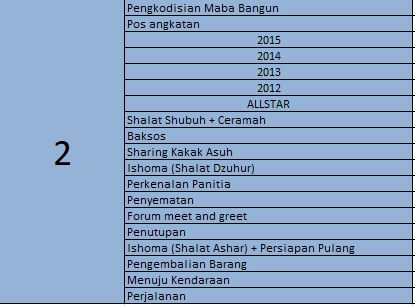 2
Pengkodisian Maba Bangun
Pos angkatan
2015
2014
2013
2012
ALLSTAR
Shalat Shubuh + Ceramah
Baksos
Sharing Kakak Asuh
Ishoma (Shalat Dzuhur)
Perkenalan Panitia
Penyematan
Forum meet and greet
Penutupan
Ishoma (Shalat Ashar) + Persiapan Pulang
Pengembalian Barang
Menuju Kendaraan
Perjalanan